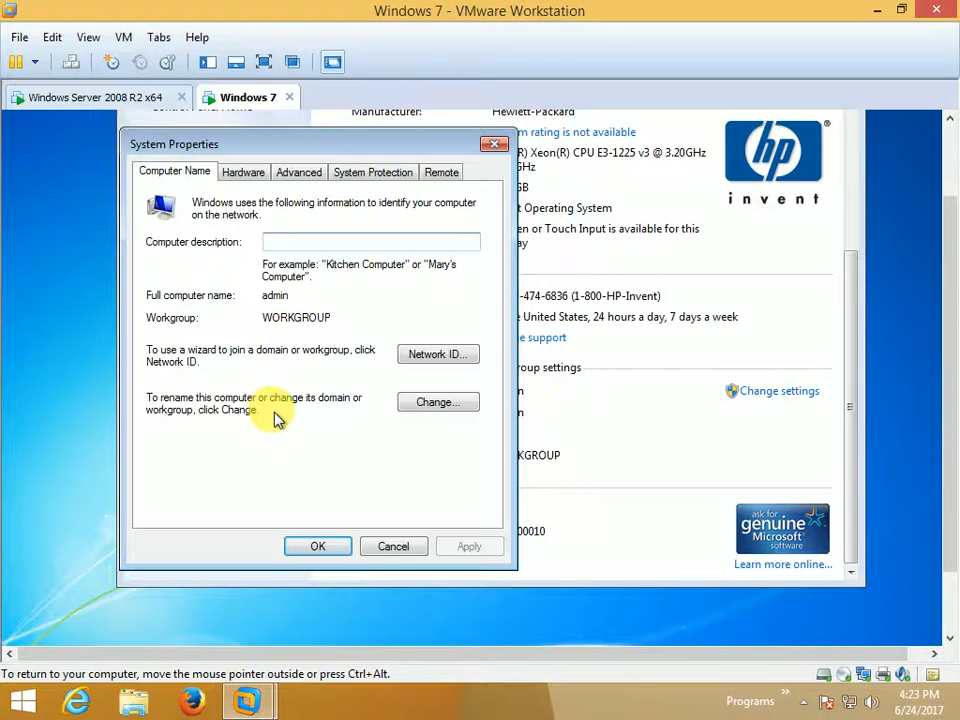 Windows 7 - VMware Workstation
File Edit View VM Tabs Help
Windows Server 2008 R2 x64
Windows 7
Manufacturer: Hewlett-Packard
System Properties
m rating is not available
Computer Name Hardware Advanced System Protection Remote
R) Xeon(R) CPU E3-1225 v3 @ 3.20GHz
Windows uses the following information to identify your computer
on the network.
GB
t Operating System
en or Touch Input is available for this
ay
hp
®
invent
Computer description:
For example: "Kitchen Computer" or "Mary's
Computer".
Full computer name: admin
Workgroup: WORKGROUP
-474-6836 (1-800-HP-Invent)
e United States, 24 hours a day, 7 days a week
e support
To use a wizard to join a domain or workgroup, click
Network ID.
Network ID...
group settings
To rename this computer or change its domain or
workgroup, click Change.
Change...
n
Change settings
n
KGROUP
00010
ask for
genuine
Microsoft
software
Learn more online...
OK Cancel Apply
To return to your computer, move the mouse pointer outside or press Ctrl+Alt.
Programs
4:23 PM
6/24/2017